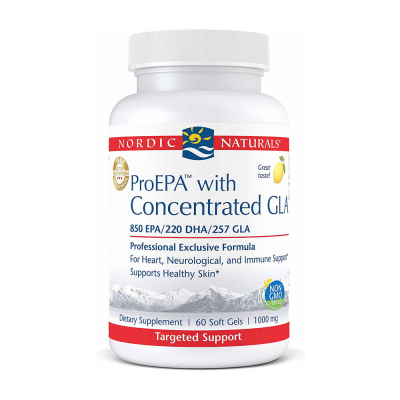 NORDIC NATURALS®
Great
taste!
ProEPA™ with
Concentrated GLA
850 EPA/220 DHA/257 GLA
Professional Exclusive Formula
For Heart, Neurological, and Immune Support*
Supports Healthy Skin*
NON
GMO
Dietary Supplement | 60 Soft Gels | 1000 mg
Targeted Support